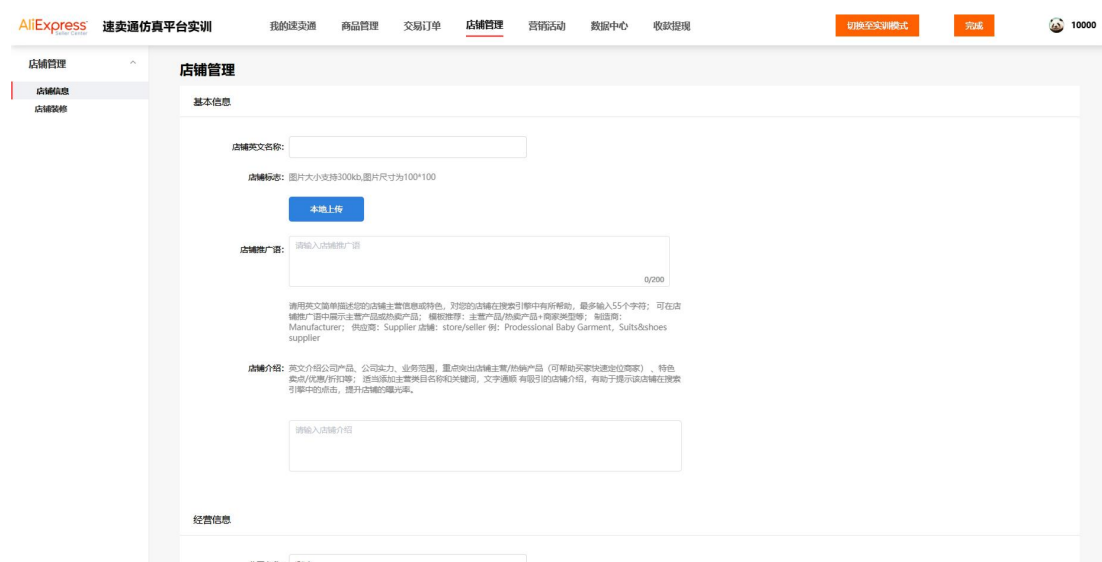 AliExpress 速卖通仿真平台实训 我的速卖通 商品管理 交易订单 店铺管理 营销活动 数据中心 收款提现 切换至实训模式 完成 10000
Seller Center
店铺管理
店铺信息
店铺装修
店铺管理
基本信息
店铺英文名称:
店铺标志: 图片大小支持300kb,图片尺寸为100*100
本地上传
店铺推广语: 请输入店铺推广语
0/200
请用英文简单描述您的店铺主营信息或特色，对您的店铺在搜索引擎中有所帮助，最多输入55个字符； 可在店
铺推广语中展示主营产品或热卖产品； 模板推荐：主营产品/热卖产品+商家类型等； 制造商：
Manufacturer； 供应商：Supplier 店铺：store/seller 例：Prodessional Baby Garment，Sults&shoes
supplier
店铺介绍: 英文介绍公司产品、公司实力、业务范围，重点突出店铺主营/热销产品（可帮助买家快速定位商家）、特色
卖点/优惠/折扣等； 适当添加主营类目名称和关键词，文字通顺 有吸引的店铺介绍，有助于提示该店铺在搜索
引擎中的点击，提升店铺的曝光率。
请输入店铺介绍
经营信息